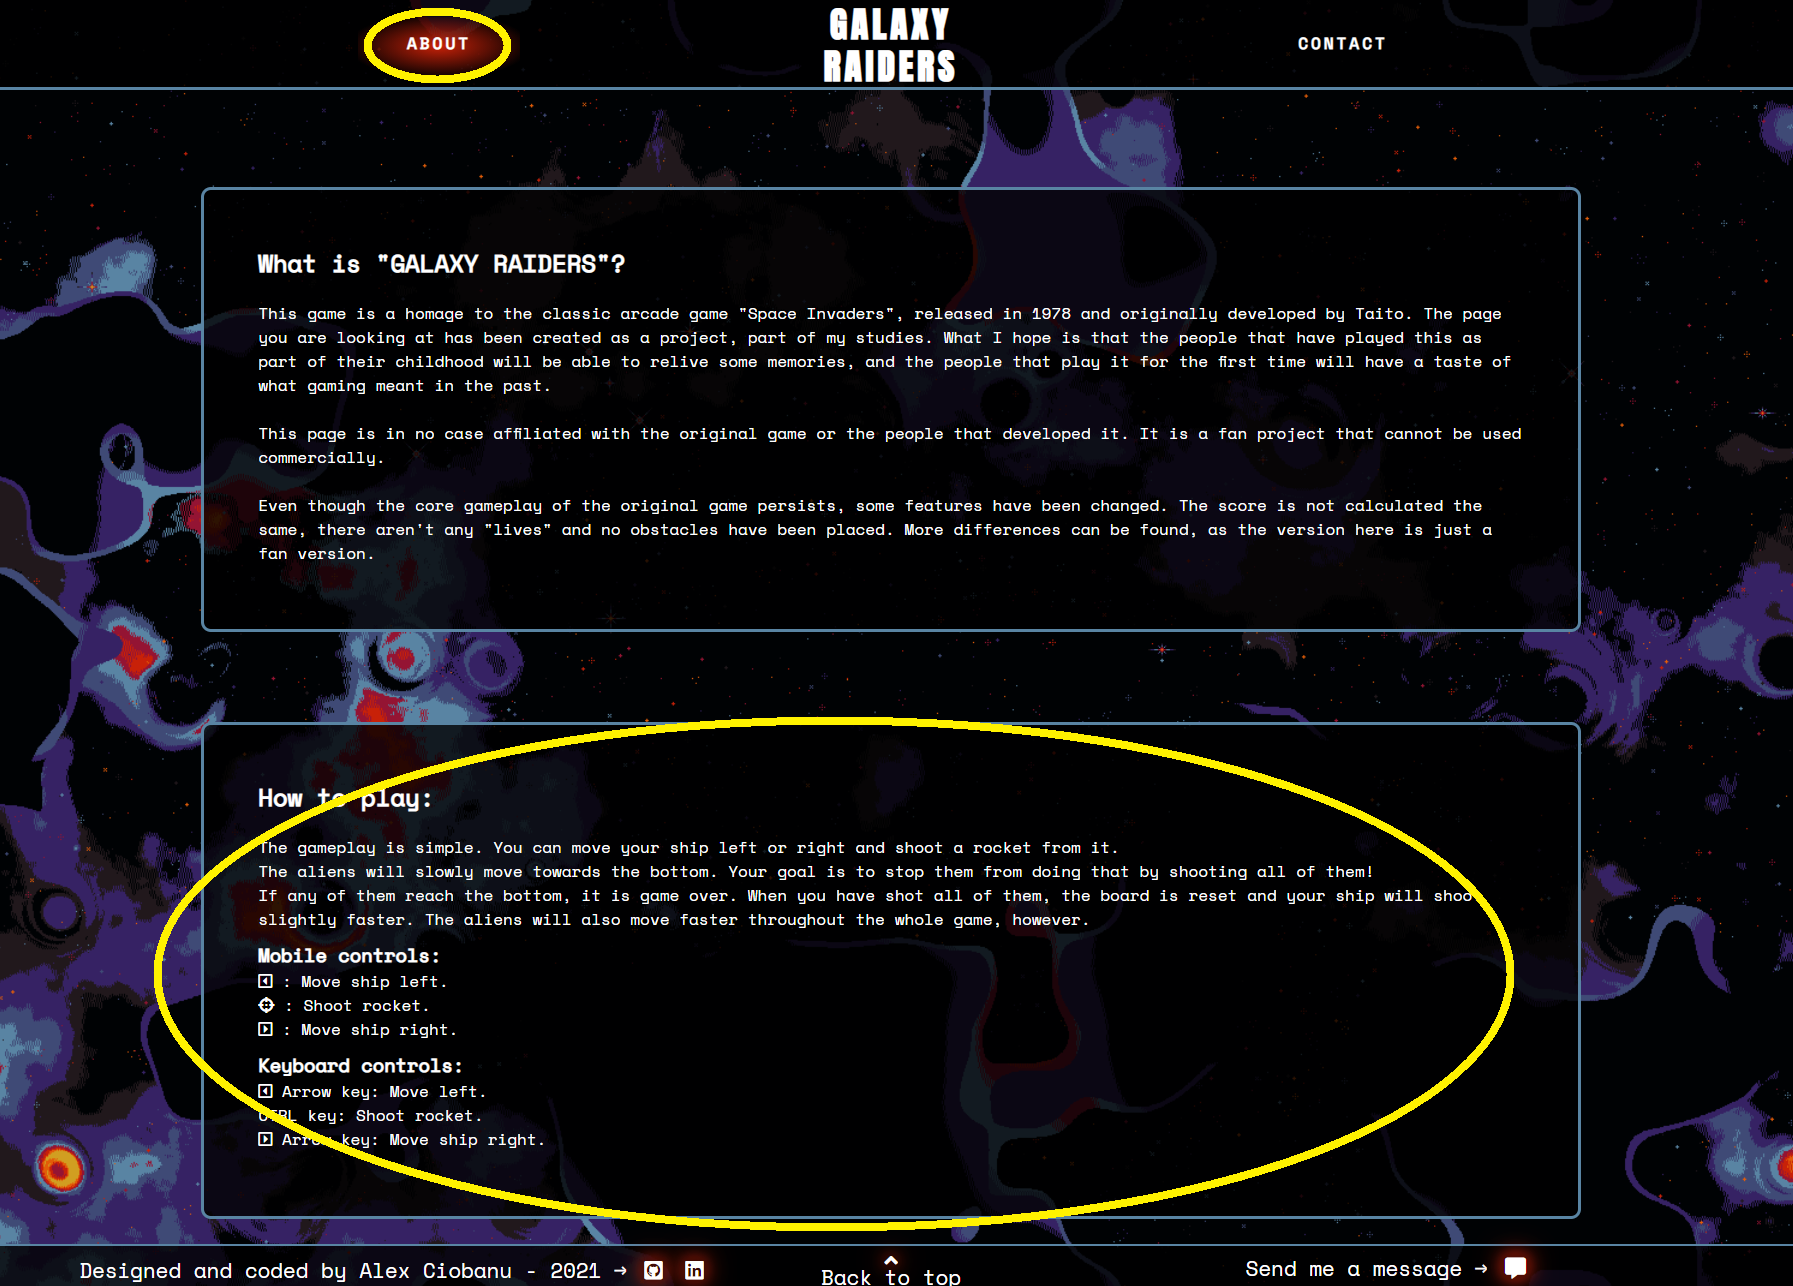 ABOUT
GALAXY
RAIDERS
CONTACT
What is "GALAXY RAIDERS"?
This game is a homage to the classic arcade game "Space Invaders", released in 1978 and originally developed by Taito. The page
you are looking at has been created as a project, part of my studies. What I hope is that the people that have played this as
part of their childhood will be able to relive some memories, and the people that play it for the first time will have a taste of
what gaming meant in the past.
This page is in no case affiliated with the original game or the people that developed it. It is a fan project that cannot be used
commercially.
Even though the core gameplay of the original game persists, some features have been changed. The score is not calculated the
same, there aren't any "lives" and no obstacles have been placed. More differences can be found, as the version here is just a
fan version.
How to play:
The gameplay is simple. You can move your ship left or right and shoot a rocket from it.
The aliens will slowly move towards the bottom. Your goal is to stop them from doing that by shooting all of them!
If any of them reach the bottom, it is game over. When you have shot all of them, the board is reset and your ship will shoot
slightly faster. The aliens will also move faster throughout the whole game, however.
Mobile controls:
: Move ship left.
: Shoot rocket.
: Move ship right.
Keyboard controls:
Arrow key: Move left.
CTRL key: Shoot rocket.
Arrow key: Move ship right.
Designed and coded by Alex Ciobanu - 2021 →
Back to top
Send me a message →